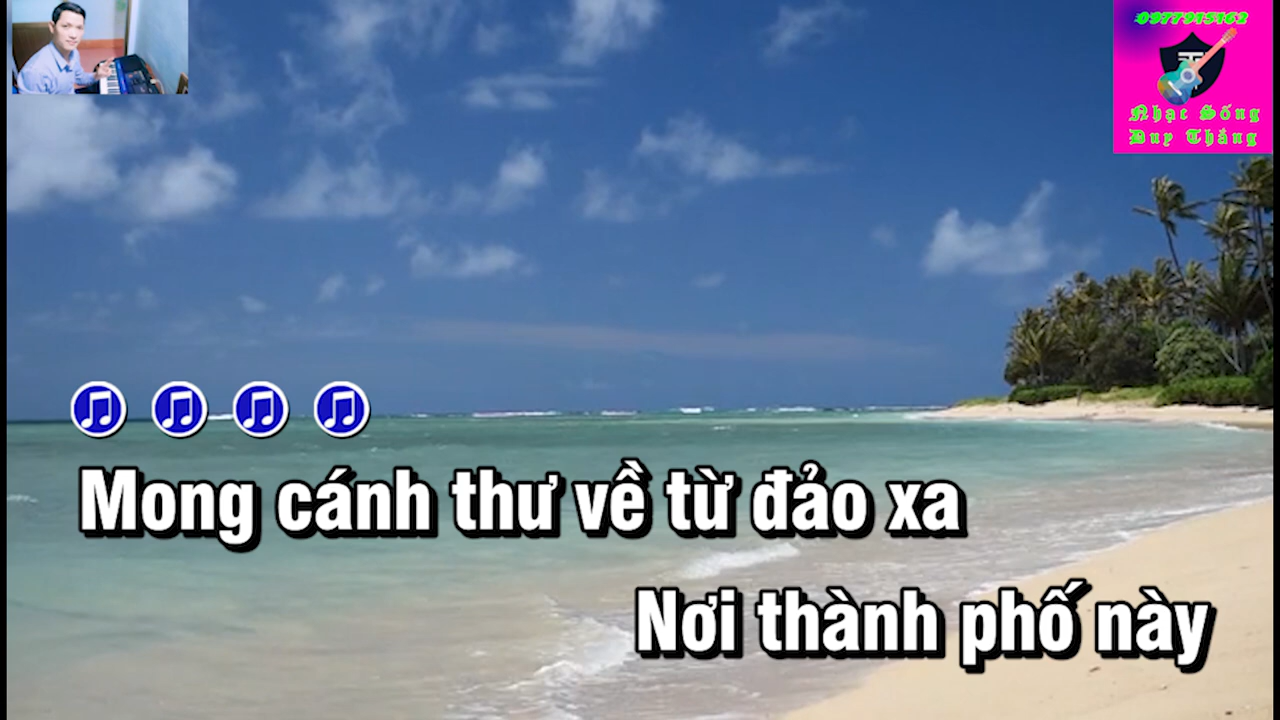 0977915162
Nhạc Sống
Duy Thắng
Mong cánh thư về từ đảo xa
Nơi thành phố này